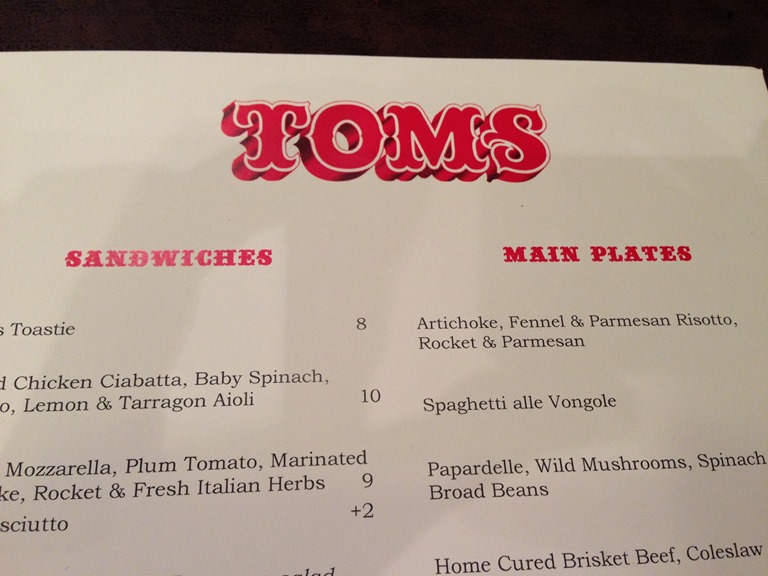 TOMS
SANDWICHES
Toastie 8
Chicken Ciabatta, Baby Spinach,
Lemon & Tarragon Aioli 10
Mozzarella, Plum Tomato, Marinated
Rocket & Fresh Italian Herbs 9
+2
MAIN PLATES
Artichoke, Fennel & Parmesan Risotto,
Rocket & Parmesan
Spaghetti alle Vongole
Papardelle, Wild Mushrooms, Spinach
Broad Beans
Home Cured Brisket Beef, Coleslaw